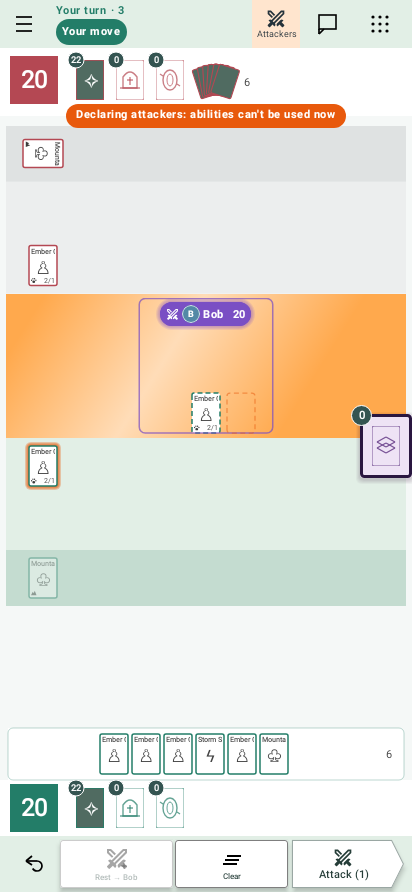 Your turn · 3
Your move
Attackers
20
22
0
0
6
Declaring attackers: abilities can't be used now
Mounta
Ember (
2/1
B Bob 20
Ember (
2/1
0
Ember (
2/1
Mounta
Ember (
Ember (
Ember (
Storm S
Ember (
Mounta
6
20
22
0
0
Rest → Bob
Clear
Attack (1)